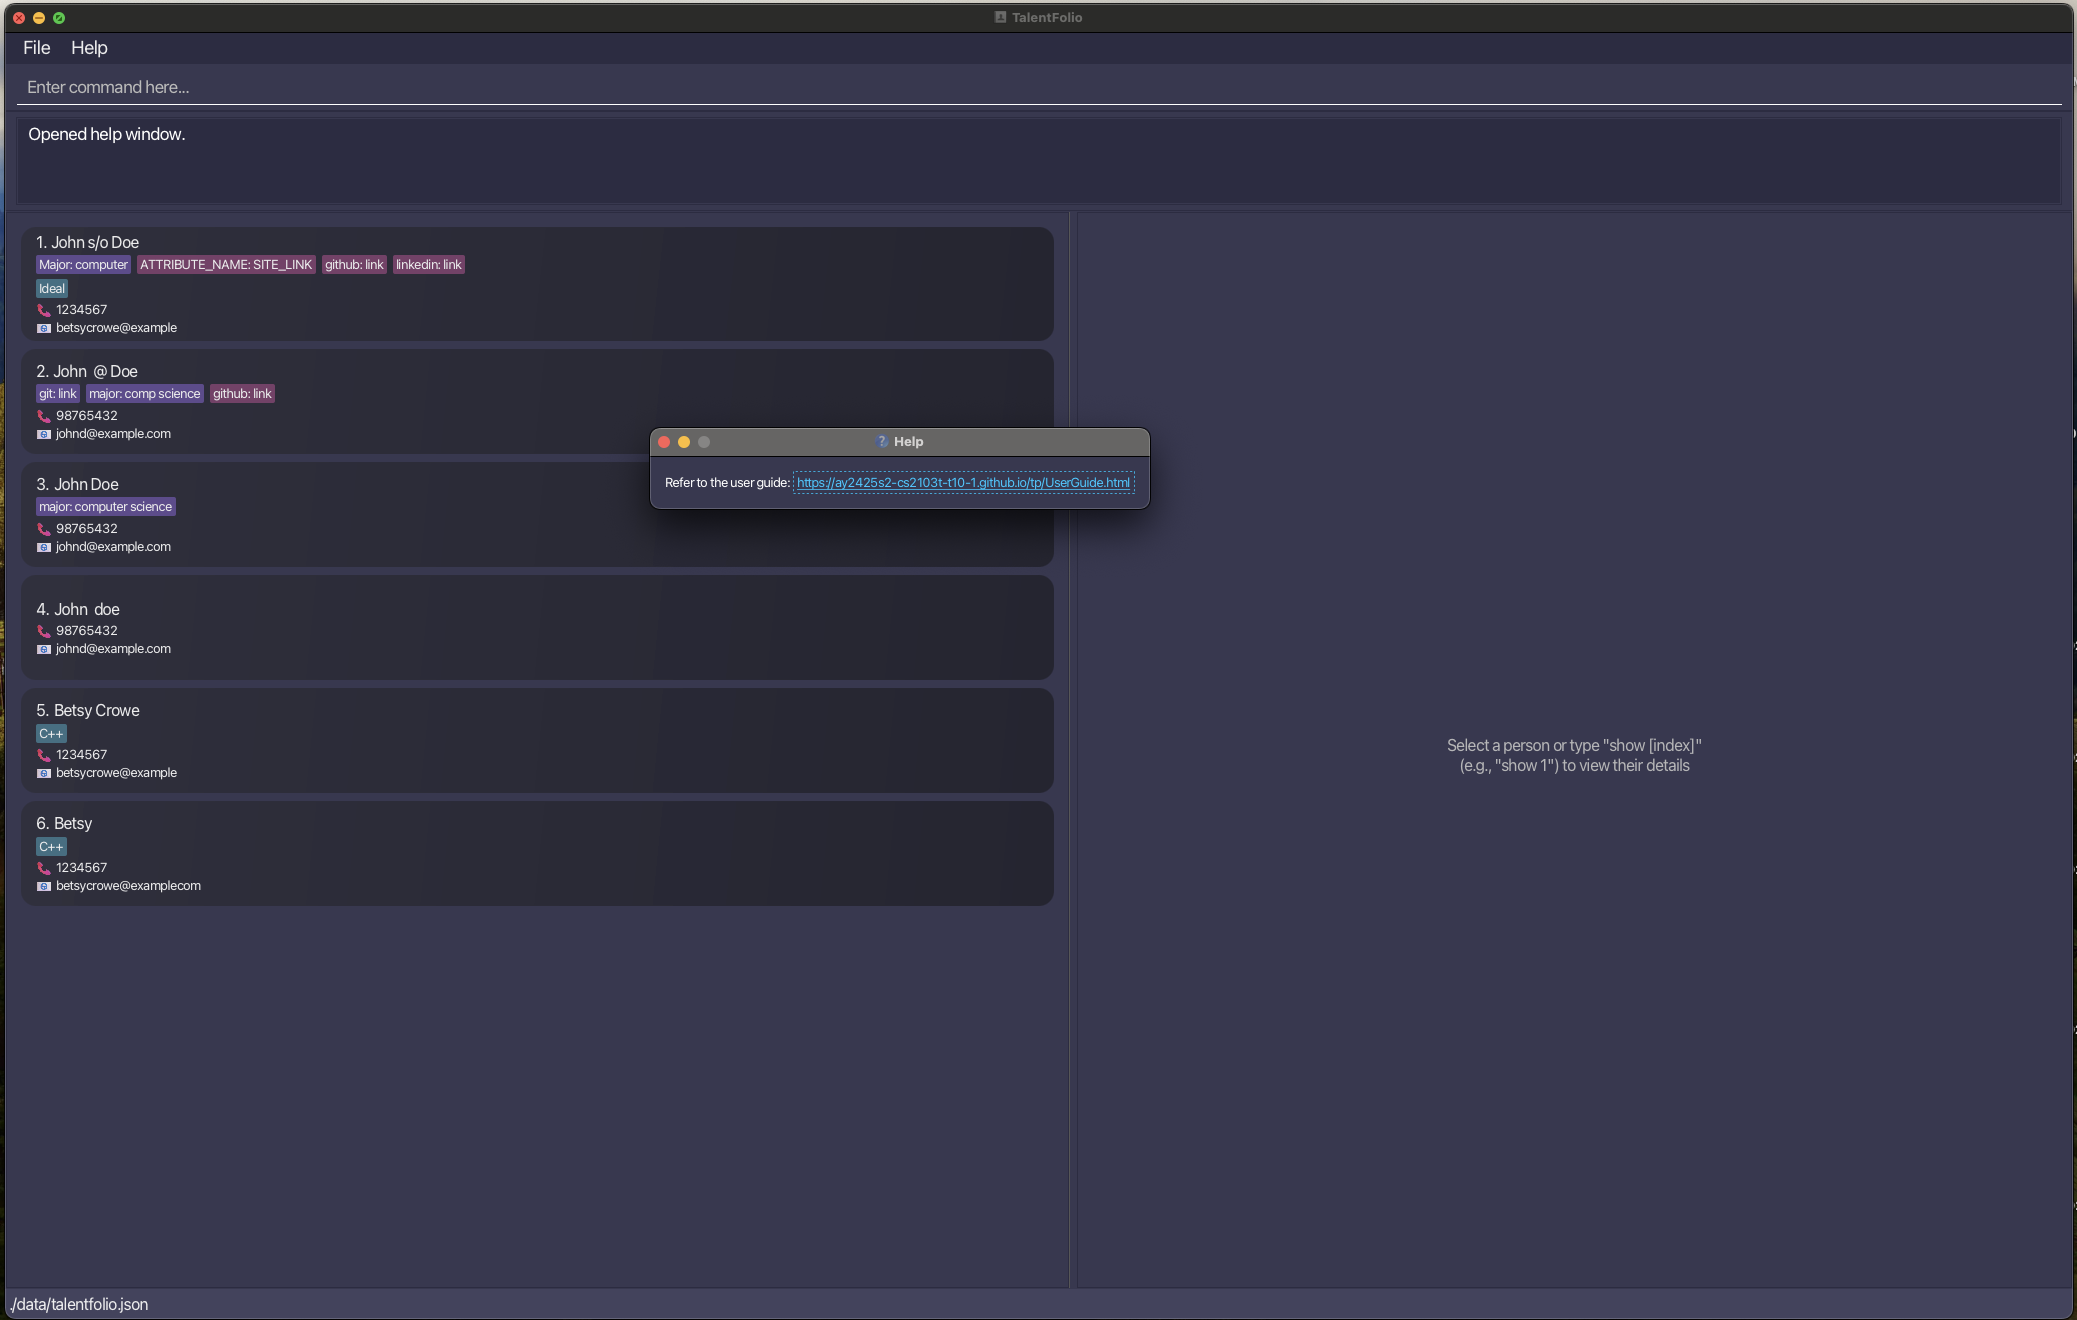 TalentFolio
File Help
Enter command here...
Opened help window.
1. John s/o Doe
Major: computer ATTRIBUTE_NAME: SITE_LINK github: link linkedin: link
Ideal
1234567
betsycrowe@example
2. John  @ Doe
git: link major: comp science github: link
98765432
johnd@example.com
3. John Doe
major: computer science
98765432
johnd@example.com
4. John  doe
98765432
johnd@example.com
5. Betsy Crowe
C++
1234567
betsycrowe@example
6. Betsy
C++
1234567
betsycrowe@examplecom
Help
Refer to the user guide: https://ay2425s2-cs2103t-t10-1.github.io/tp/UserGuide.html
Select a person or type "show [index]"
(e.g., "show 1") to view their details
./data/talentfolio.json